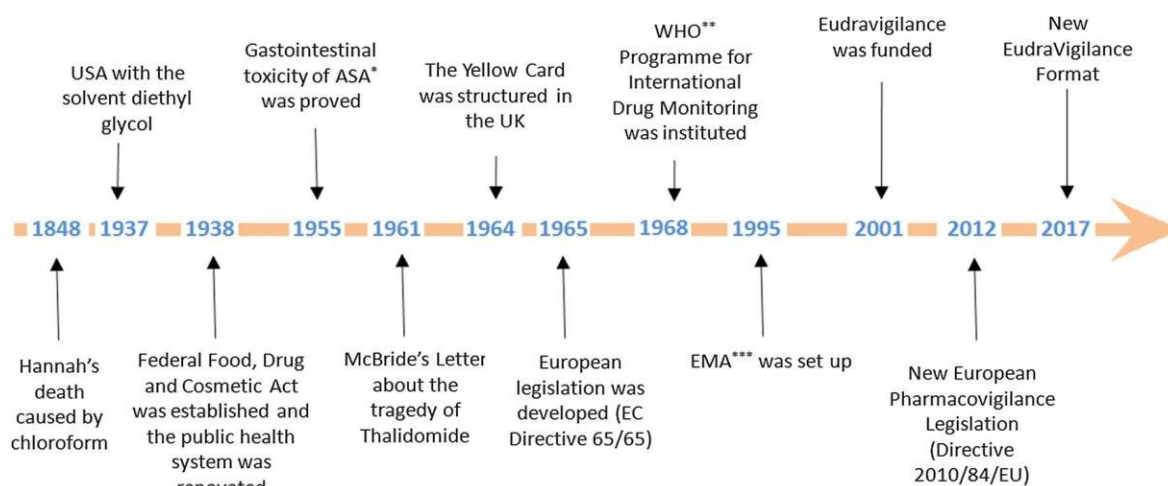 USA with the
solvent diethyl
glycol
Gastointestinal
toxicity of ASA*
was proved
The Yellow Card
was structured in
the UK
WHO**
Programme for
International
Drug Monitoring
was instituted
Eudravigilance
was funded
New
EudraVigilance
Format
1848 1937 1938 1955 1961 1964 1965 1968 1995 2001 2012 2017
Hannah's
death
caused by
chloroform
Federal Food, Drug
and Cosmetic Act
was established and
the public health
system was
renovated
McBride's Letter
about the
tragedy of
Thalidomide
European
legislation was
developed (EC
Directive 65/65)
EMA*** was set up
New European
Pharmacovigilance
Legislation
(Directive
2010/84/EU)